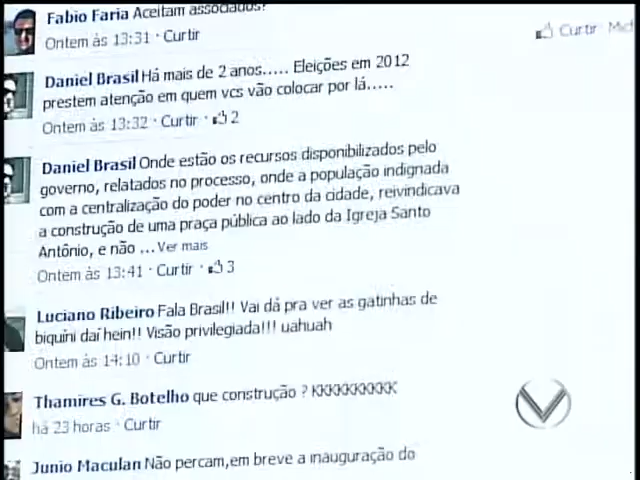 Fabio Faria Aceitam associados?
Ontem às 13:31 · Curtir
Curtir
Daniel Brasil Há mais de 2 anos..... Eleições em 2012
prestem atenção em quem vcs vão colocar por lá.....
Ontem às 13:32 · Curtir · 2
Daniel Brasil Onde estão os recursos disponibilizados pelo
governo, relatados no processo, onde a população indignada
com a centralização do poder no centro da cidade, reivindicava
a construção de uma praça pública ao lado da Igreja Santo
Antônio, e não ... Ver mais
Ontem às 13:41 · Curtir · 3
Luciano Ribeiro Fala Brasil!! Vai dá pra ver as gatinhas de
biquini daí hein!! Visão privilegiada!!! uahuah
Ontem às 14:10 · Curtir
Thamires G. Botelho que construção ? KKKKKKKKKK
há 23 horas · Curtir
Junio Maculan Não percam,em breve a inauguração do